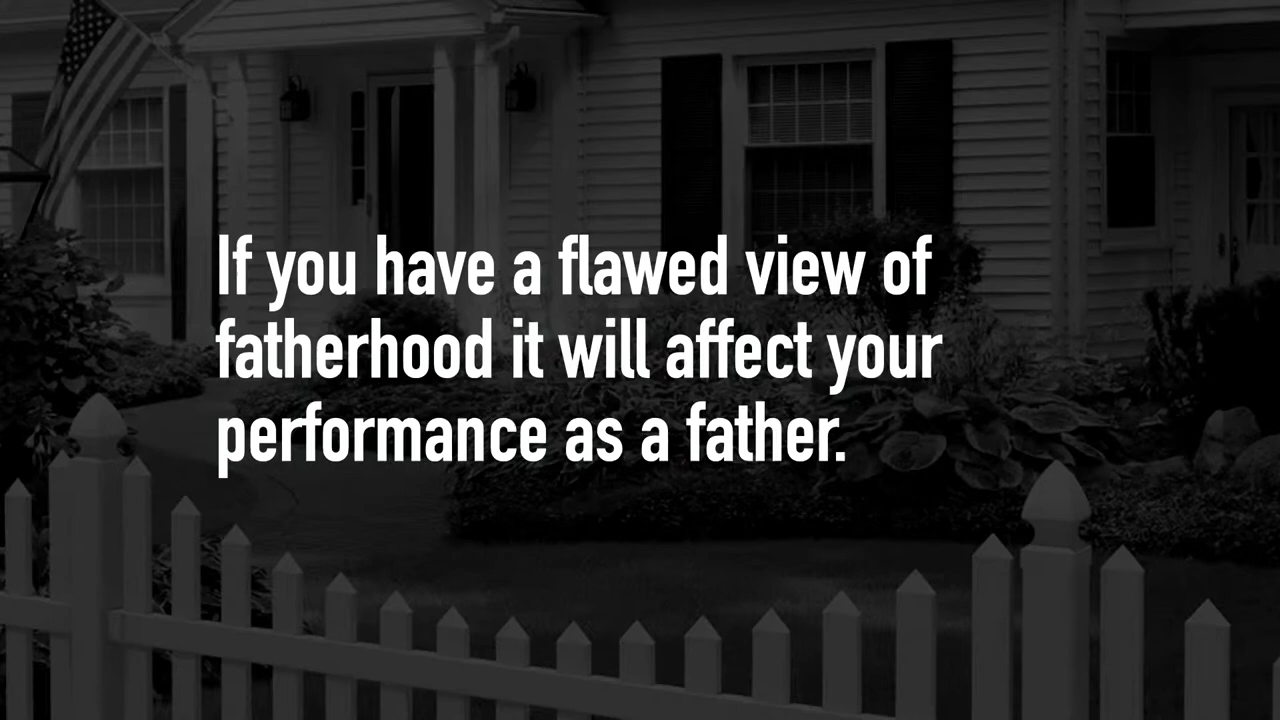 If you have a flawed view of
fatherhood it will affect your
performance as a father.